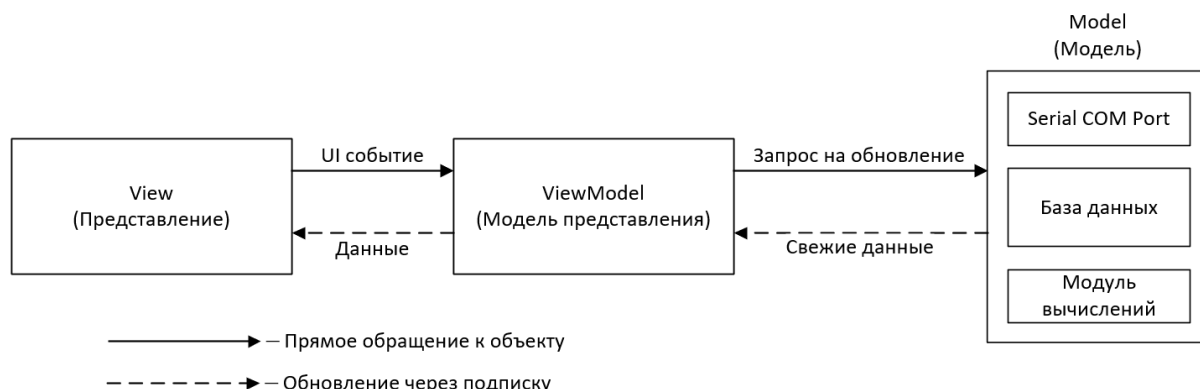 Model
(Модель)
Serial COM Port
UI событие
Запрос на обновление
View
(Представление)
ViewModel
(Модель представления)
База данных
Данные
Свежие данные
Модуль
вычислений
— Прямое обращение к объекту
— Обновление через подписку